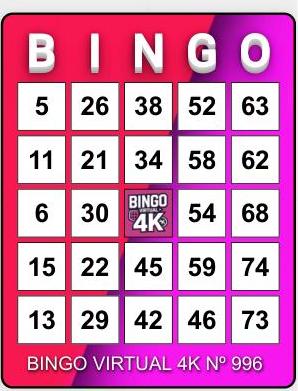 B I N G O
5 26 38 52 63
11 21 34 58 62
6 30 BINGO VIRTUAL 4K 54 68
15 22 45 59 74
13 29 42 46 73
BINGO VIRTUAL 4K Nº 996